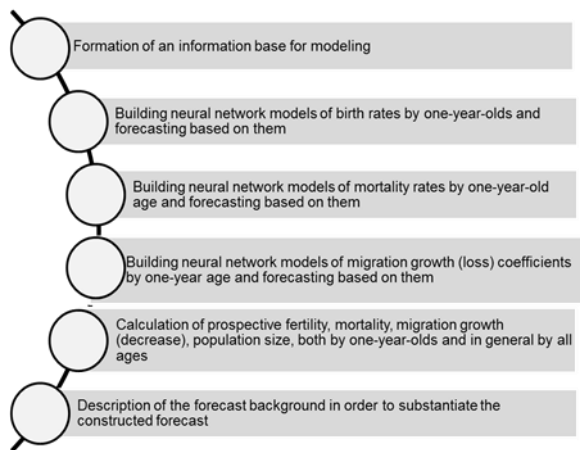 Formation of an information base for modeling
Building neural network models of birth rates by one-year-olds and
forecasting based on them
Building neural network models of mortality rates by one-year-old
age and forecasting based on them
Building neural network models of migration growth (loss) coefficients
by one-year age and forecasting based on them
Calculation of prospective fertility, mortality, migration growth
(decrease), population size, both by one-year-olds and in general by all
ages
Description of the forecast background in order to substantiate the
constructed forecast